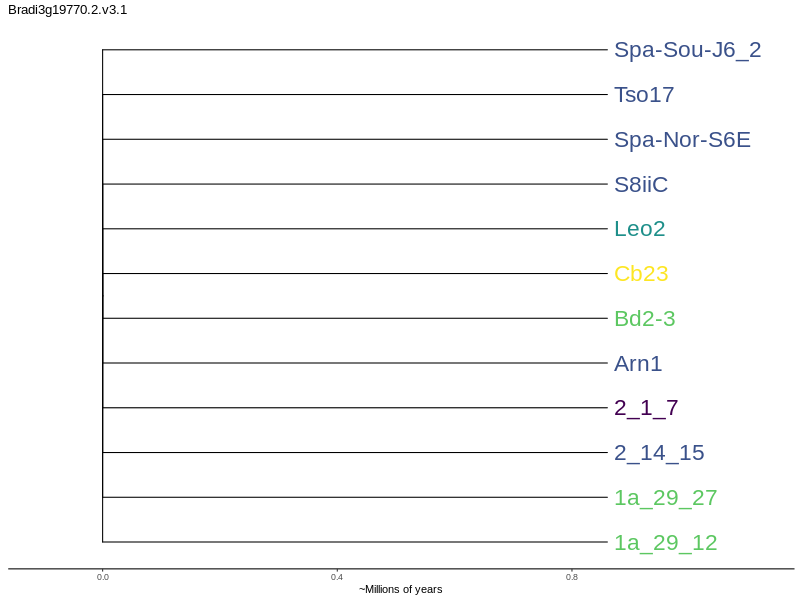 Bradi3g19770.2.v3.1
Spa-Sou-J6_2
Tso17
Spa-Nor-S6E
S8iiC
Leo2
Cb23
Bd2-3
Arn1
2_1_7
2_14_15
1a_29_27
1a_29_12
0.0 0.4 0.8
~Millions of years